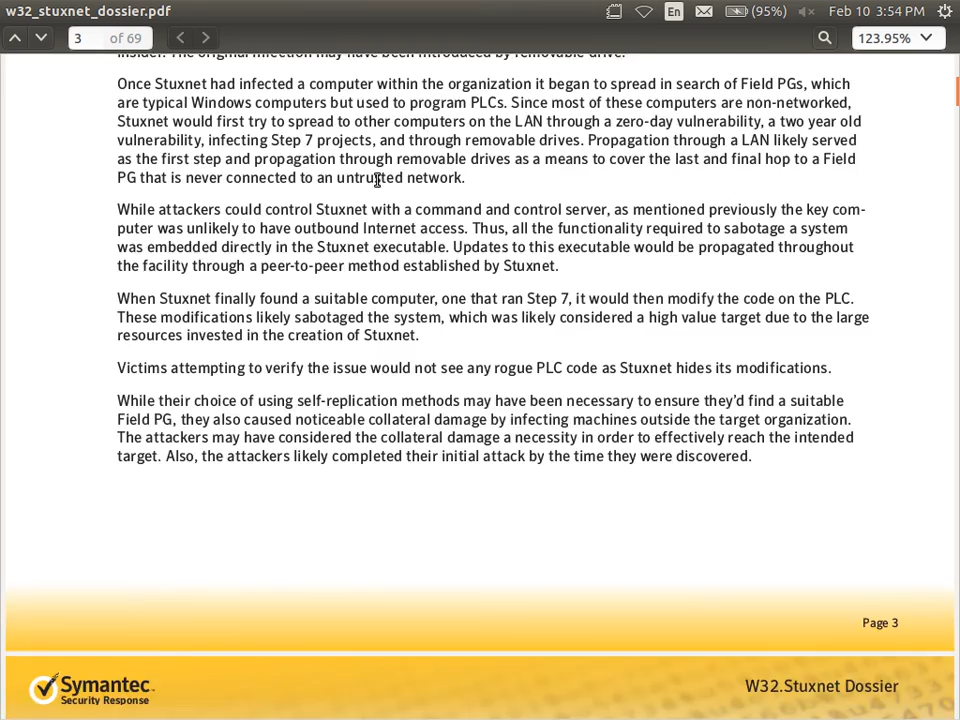 w32_stuxnet_dossier.pdf
En
(95%)
Feb 10 3:54 PM
3
of 69
123.95%
insider. The original infection may have been introduced by removable drive.
Once Stuxnet had infected a computer within the organization it began to spread in search of Field PGs, which
are typical Windows computers but used to program PLCs. Since most of these computers are non-networked,
Stuxnet would first try to spread to other computers on the LAN through a zero-day vulnerability, a two year old
vulnerability, infecting Step 7 projects, and through removable drives. Propagation through a LAN likely served
as the first step and propagation through removable drives as a means to cover the last and final hop to a Field
PG that is never connected to an untrusted network.
While attackers could control Stuxnet with a command and control server, as mentioned previously the key com-
puter was unlikely to have outbound Internet access. Thus, all the functionality required to sabotage a system
was embedded directly in the Stuxnet executable. Updates to this executable would be propagated throughout
the facility through a peer-to-peer method established by Stuxnet.
When Stuxnet finally found a suitable computer, one that ran Step 7, it would then modify the code on the PLC.
These modifications likely sabotaged the system, which was likely considered a high value target due to the large
resources invested in the creation of Stuxnet.
Victims attempting to verify the issue would not see any rogue PLC code as Stuxnet hides its modifications.
While their choice of using self-replication methods may have been necessary to ensure they'd find a suitable
Field PG, they also caused noticeable collateral damage by infecting machines outside the target organization.
The attackers may have considered the collateral damage a necessity in order to effectively reach the intended
target. Also, the attackers likely completed their initial attack by the time they were discovered.
Page 3
Symantec
Security Response
W32.Stuxnet Dossier